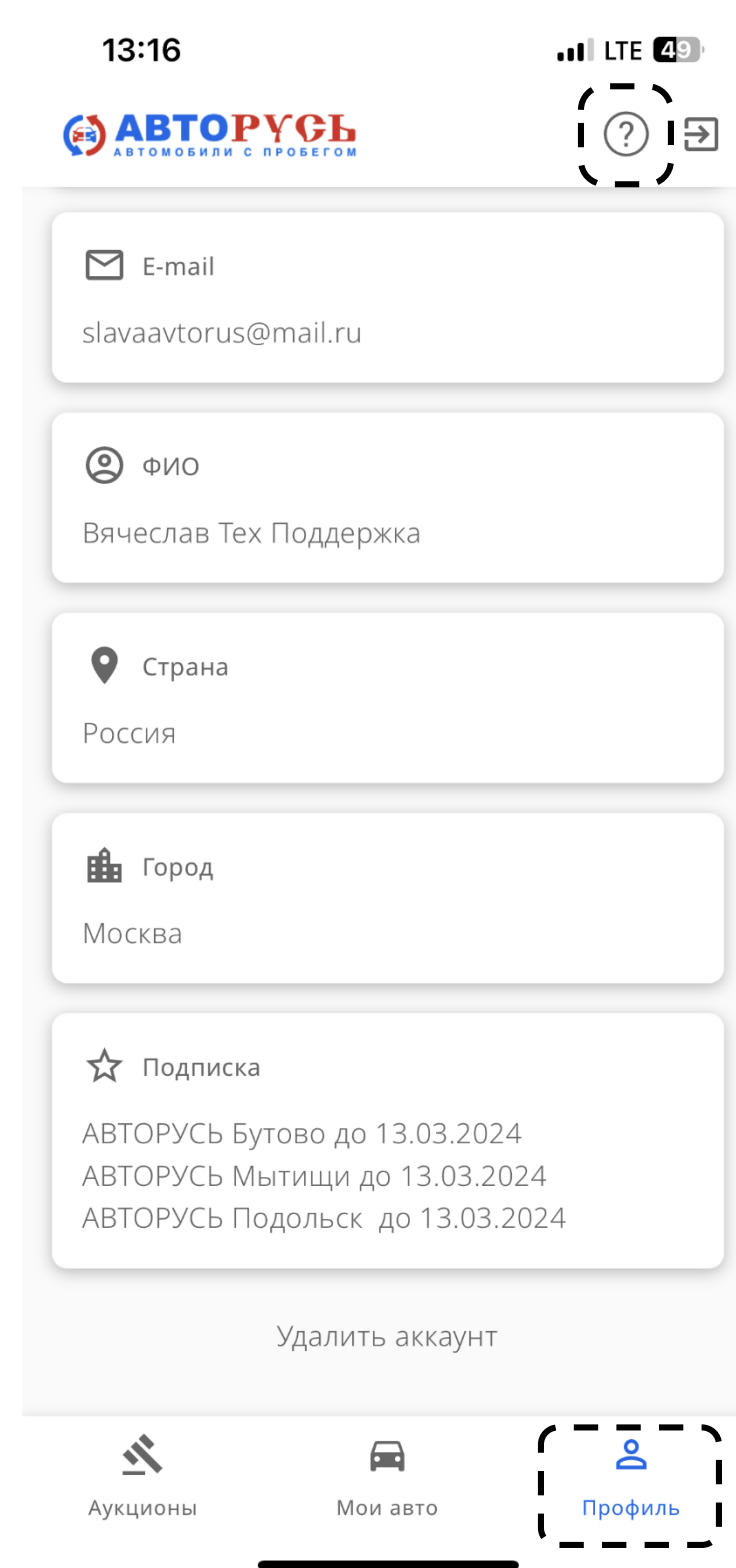 13:16
LTE 49
АВТОРУСЬ
АВТОМОБИЛИ С ПРОБЕГОМ
?
E-mail
slavaavtorus@mail.ru
ФИО
Вячеслав Тех Поддержка
Страна
Россия
Город
Москва
Подписка
АВТОРУСЬ Бутово до 13.03.2024
АВТОРУСЬ Мытищи до 13.03.2024
АВТОРУСЬ Подольск  до 13.03.2024
Удалить аккаунт
Аукционы
Мои авто
Профиль